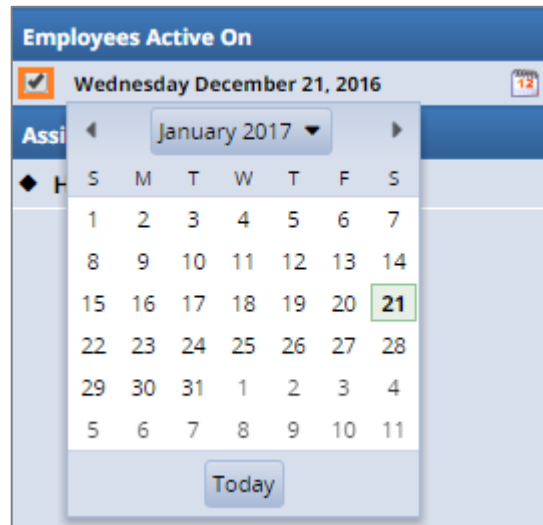 Employees Active On
Wednesday December 21, 2016 12
Assi January 2017
H S M T W T F S
1 2 3 4 5 6 7
8 9 10 11 12 13 14
15 16 17 18 19 20 21
22 23 24 25 26 27 28
29 30 31 1 2 3 4
5 6 7 8 9 10 11
Today